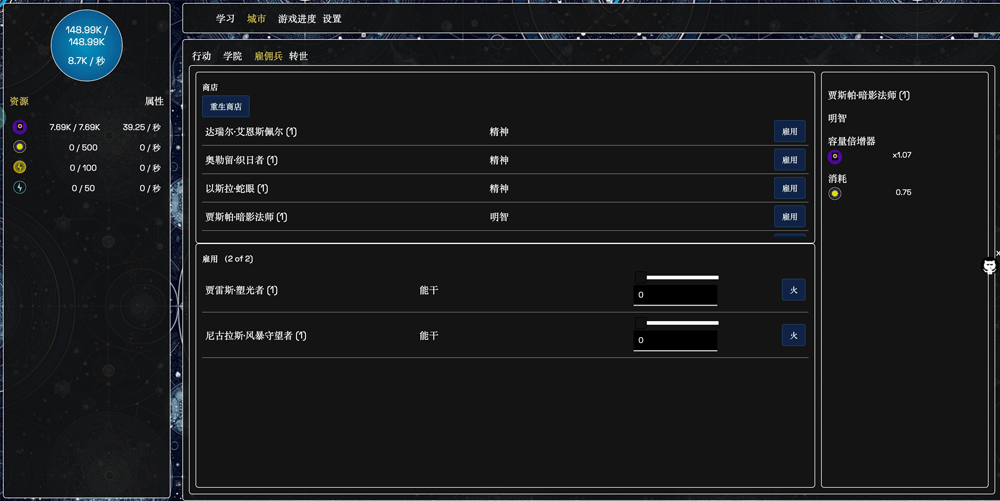 148.99K /
148.99K
8.7K / 秒
资源 属性
7.69K / 7.69K 39.25 / 秒
0 / 500 0 / 秒
0 / 100 0 / 秒
0 / 50 0 / 秒
学习 城市 游戏进度 设置
行动 学院 雇佣兵 转世
商店
重生商店
达瑞尔·艾恩斯佩尔 (1) 精神 雇用
奥勒留·织日者 (1) 精神 雇用
以斯拉·蛇眼 (1) 精神 雇用
贾斯帕·暗影法师 (1) 明智 雇用
雇用 (2 of 2)
贾雷斯·塑光者 (1) 能干 0 火
尼古拉斯·风暴守望者 (1) 能干 0 火
贾斯帕·暗影法师 (1)
明智
容量倍增器
x1.07
消耗
0.75
x